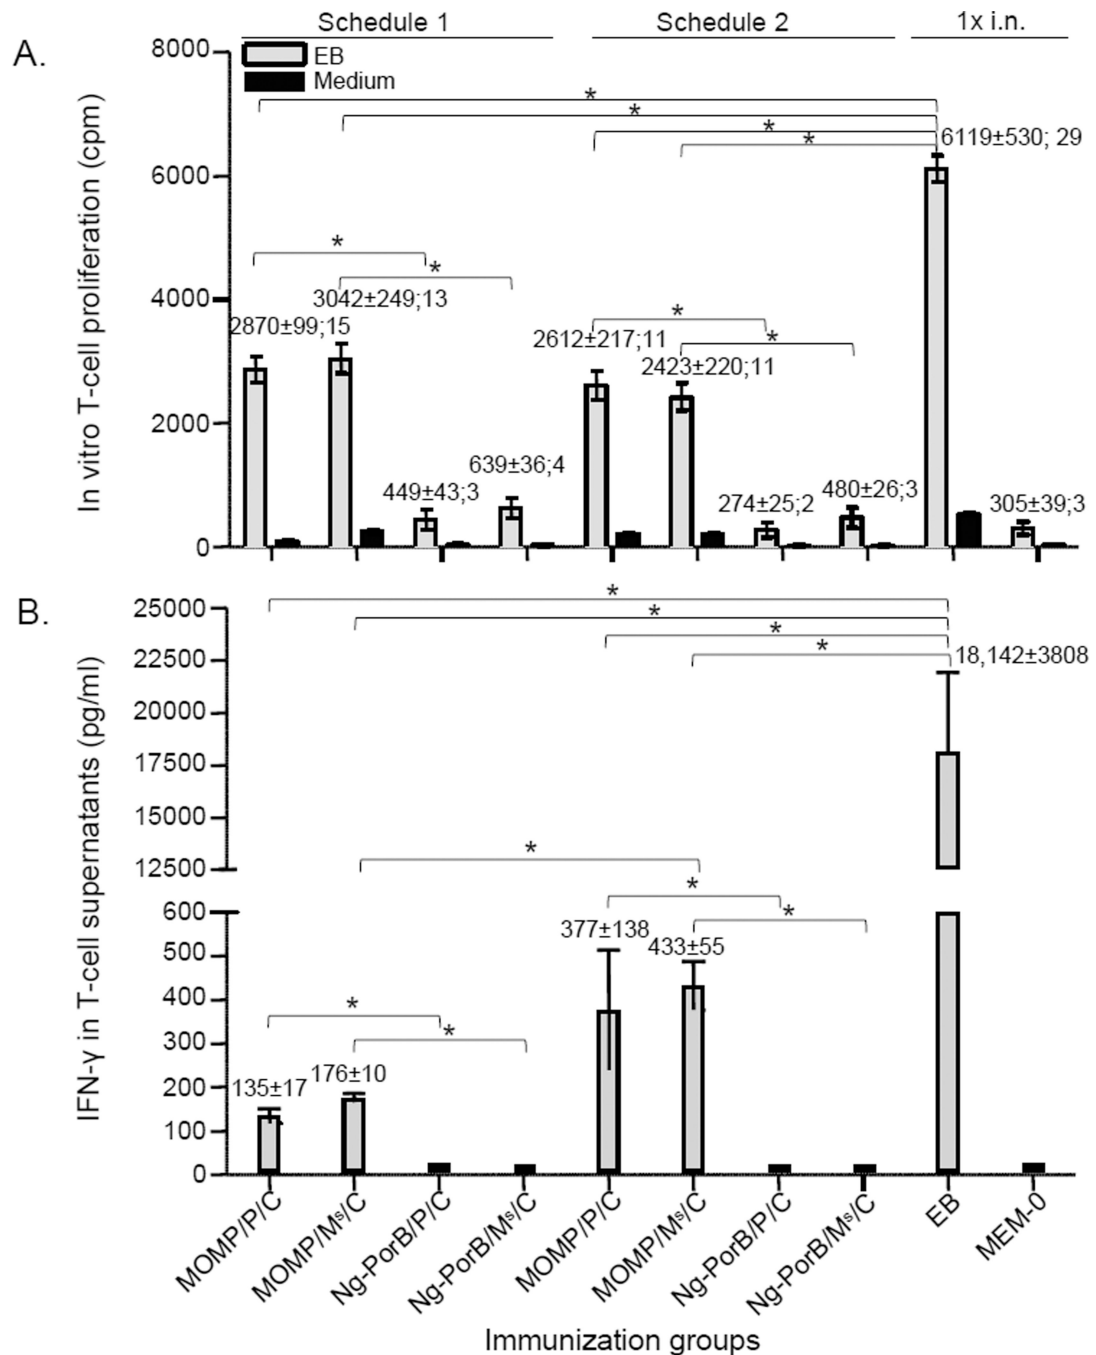 A.
Schedule 1
Schedule 2
1x i.n.
EB
Medium
In vitro T-cell proliferation (cpm)
8000
6000
4000
2000
0
*
*
*
*
6119±530; 29
*
*
3042±249;13
2870±99;15
*
2612±217;11
*
2423±220;11
639±36;4
449±43;3
480±26;3
274±25;2
305±39;3
B.
IFN-γ in T-cell supernatants (pg/ml)
25000
22500
20000
17500
15000
12500
600
500
400
300
200
100
0
*
*
*
*
18,142±3808
*
*
*
377±138
433±55
*
*
176±10
135±17
MOMP/P/C
MOMP/Mˢ/C
Ng-PorB/P/C
Ng-PorB/Mˢ/C
MOMP/P/C
MOMP/Mˢ/C
Ng-PorB/P/C
Ng-PorB/Mˢ/C
EB
MEM-0
Immunization groups